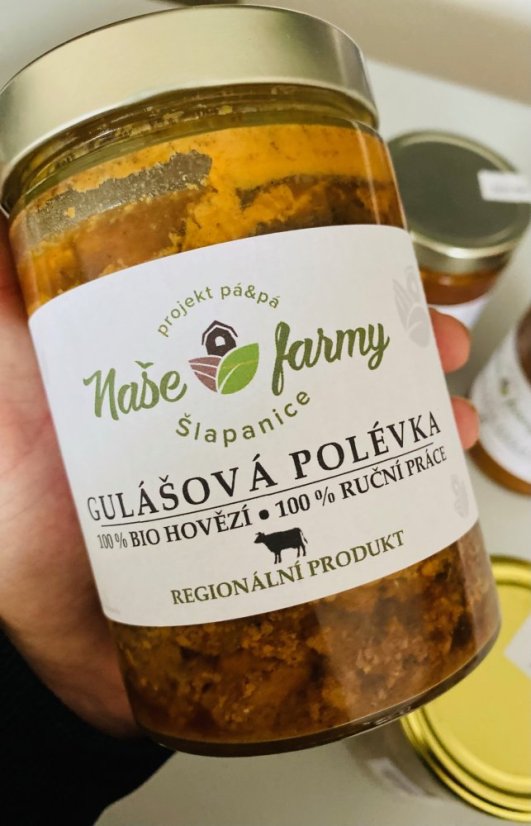 projekt pá&pá
Naše farmy
Šlapanice
GULÁŠOVÁ POLÉVKA
100 % BIO HOVĚZÍ • 100 % RUČNÍ PRÁCE
REGIONÁLNÍ PRODUKT